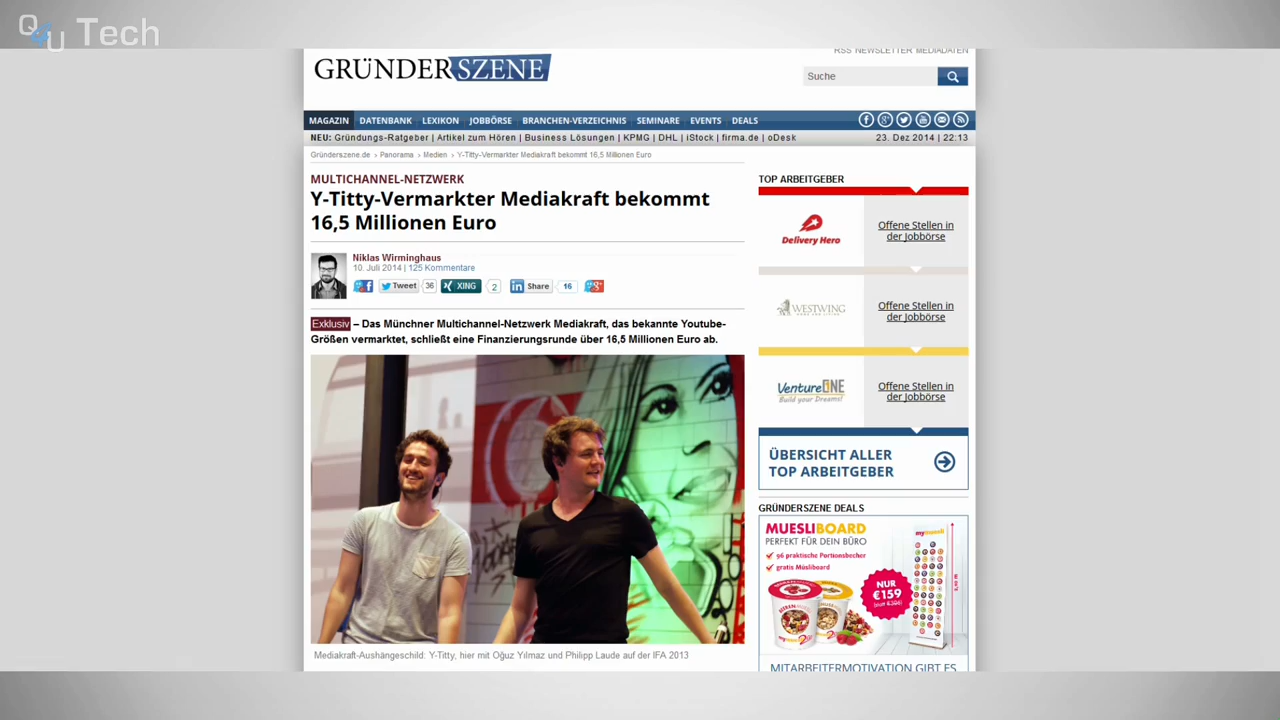 QU Tech
RSS NEWSLETTER MEDIADATEN
GRÜNDERSZENE
Suche
MAGAZIN DATENBANK LEXIKON JOBBÖRSE BRANCHEN-VERZEICHNIS SEMINARE EVENTS DEALS
NEU: Gründungs-Ratgeber | Artikel zum Hören | Business Lösungen | KPMG | DHL | iStock | firma.de | oDesk
23. Dez 2014 | 22:13
Gründerszene.de > Panorama > Medien > Y-Titty-Vermarkter Mediakraft bekommt 16,5 Millionen Euro
MULTICHANNEL-NETZWERK
Y-Titty-Vermarkter Mediakraft bekommt
16,5 Millionen Euro
Niklas Wirminghaus
10. Juli 2014 | 125 Kommentare
Tweet 36 XING 2 in Share 16
Exklusiv – Das Münchner Multichannel-Netzwerk Mediakraft, das bekannte Youtube-
Größen vermarktet, schließt eine Finanzierungsrunde über 16,5 Millionen Euro ab.
Mediakraft-Aushängeschild: Y-Titty, hier mit Oğuz Yılmaz und Philipp Laude auf der IFA 2013
TOP ARBEITGEBER
Delivery Hero
Offene Stellen in
der Jobbörse
WESTWING
Offene Stellen in
der Jobbörse
VentureONE
Build your Dreams!
Offene Stellen in
der Jobbörse
ÜBERSICHT ALLER
TOP ARBEITGEBER
GRÜNDERSZENE DEALS
MUESLIBOARD
PERFEKT FÜR DEIN BÜRO
96 praktische Portionsbecher
gratis Müsliboard
NUR
€159
MITARBEITERMOTIVATION GIBT ES